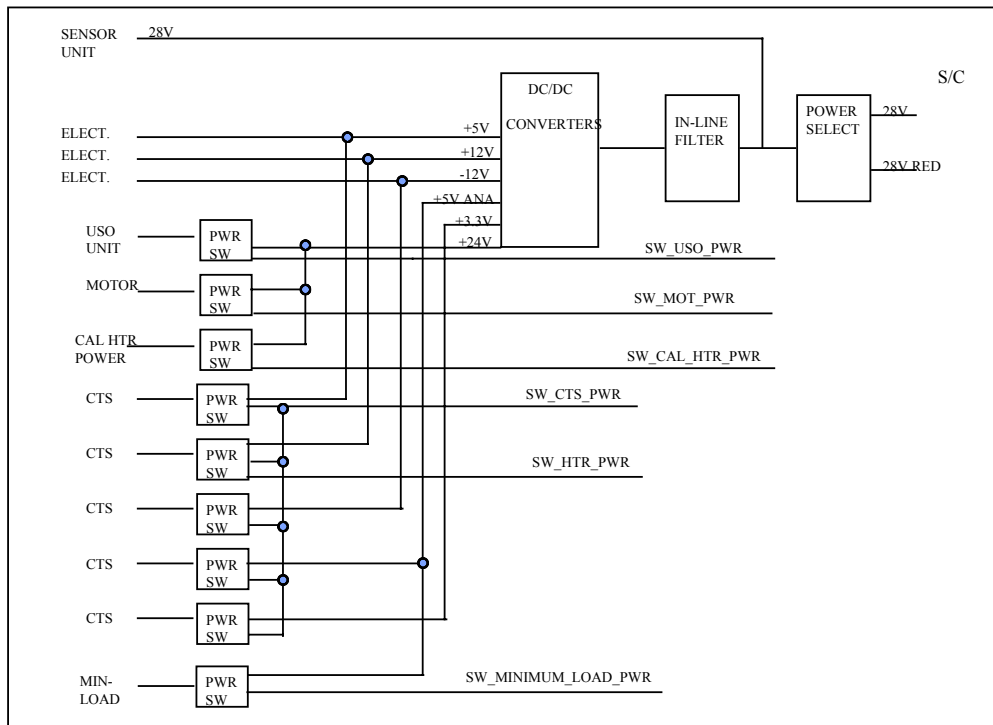 SENSOR UNIT
28V
S/C
DC/DC CONVERTERS
IN-LINE FILTER
POWER SELECT
28V
28V RED
ELECT.
+5V
ELECT.
+12V
ELECT.
-12V
+5V ANA
+3.3V
+24V
USO UNIT
PWR SW
SW_USO_PWR
MOTOR
PWR SW
SW_MOT_PWR
CAL HTR POWER
PWR SW
SW_CAL_HTR_PWR
CTS
PWR SW
SW_CTS_PWR
CTS
PWR SW
SW_HTR_PWR
CTS
PWR SW
CTS
PWR SW
CTS
PWR SW
MIN-LOAD
PWR SW
SW_MINIMUM_LOAD_PWR